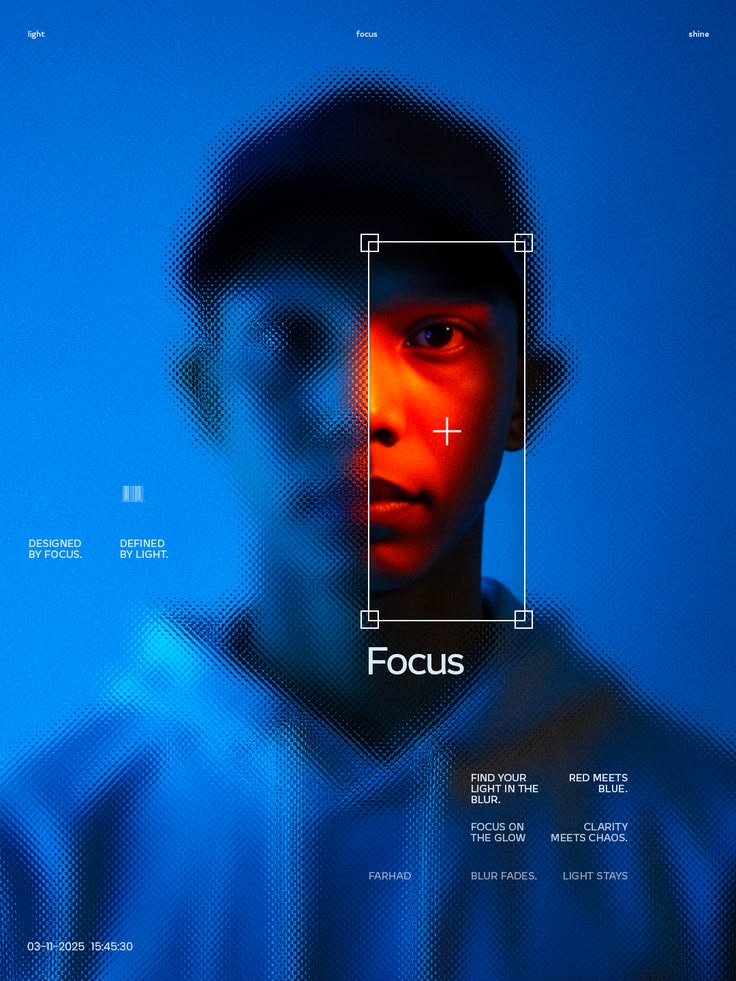 light
focus
shine
DESIGNED
BY FOCUS.
DEFINED
BY LIGHT.
Focus
FIND YOUR
LIGHT IN THE
BLUR.
RED MEETS
BLUE.
FOCUS ON
THE GLOW
CLARITY
MEETS CHAOS.
FARHAD
BLUR FADES.
LIGHT STAYS
03-11-2025 15:45:30